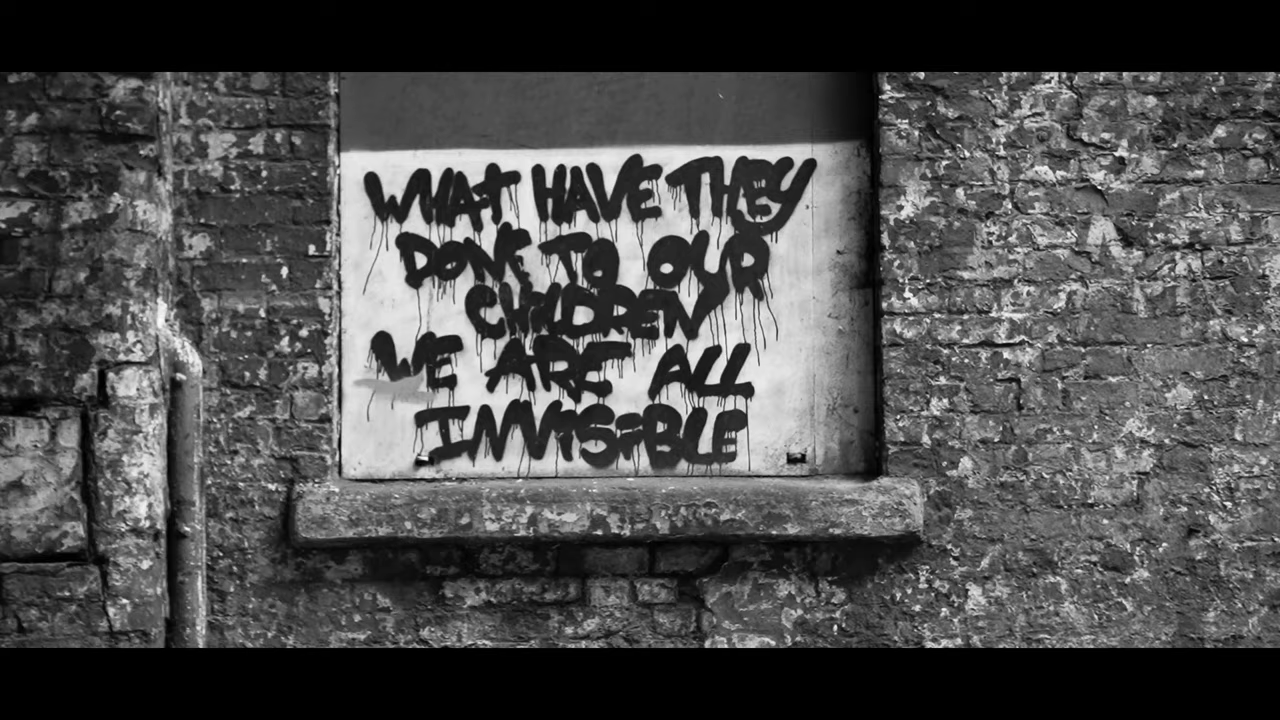 WHAT HAVE THEY
DONE TO OUR
CHILDREN
WE ARE ALL
INVISIBLE